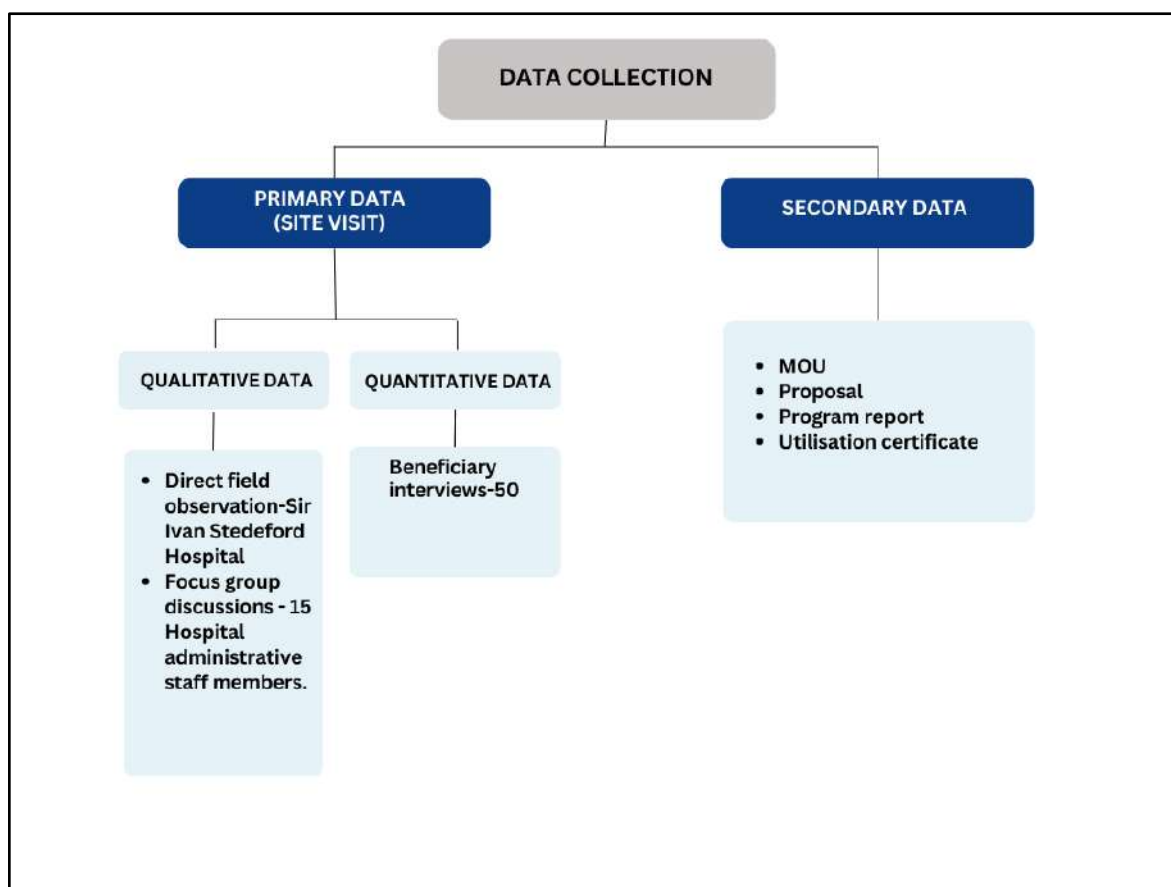 DATA COLLECTION
PRIMARY DATA
(SITE VISIT)
SECONDARY DATA
QUALITATIVE DATA
QUANTITATIVE DATA
• Direct field
observation-Sir
Ivan Stedeford
Hospital
• Focus group
discussions - 15
Hospital
administrative
staff members.
Beneficiary
interviews-50
• MOU
• Proposal
• Program report
• Utilisation certificate